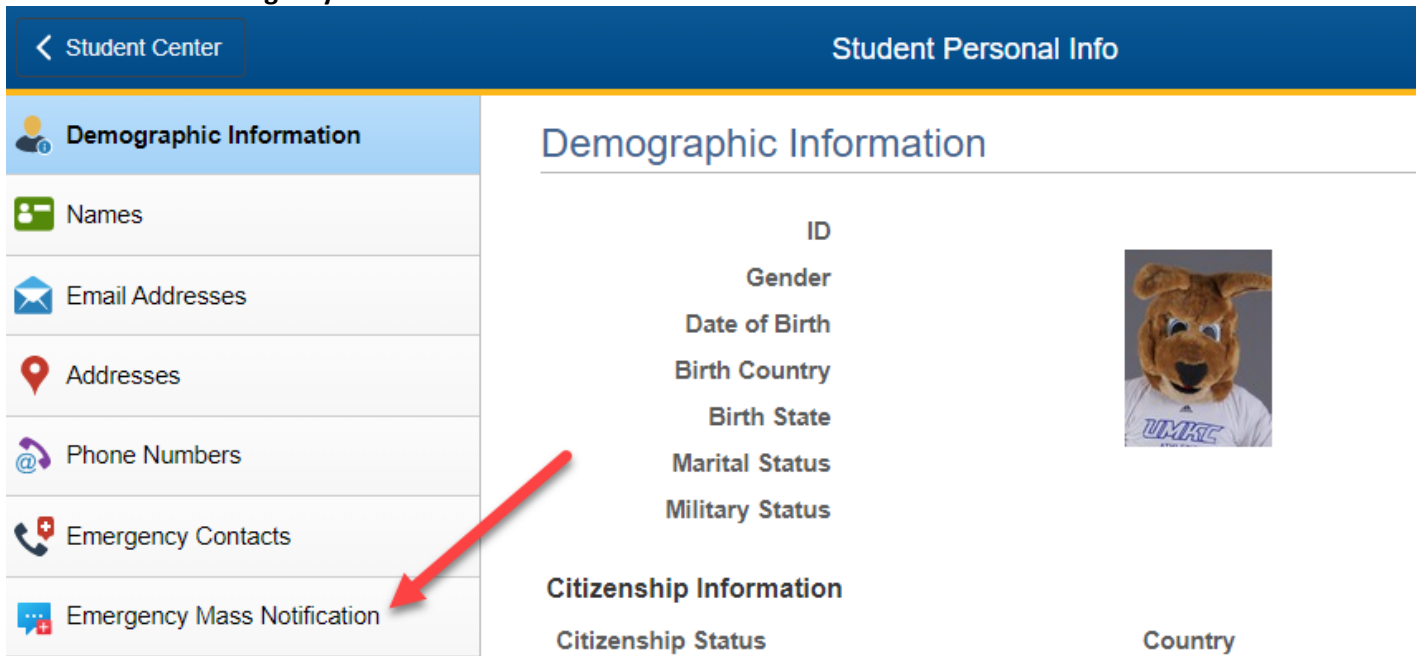 Student Center
Student Personal Info
Demographic Information
Names
Email Addresses
Addresses
Phone Numbers
Emergency Contacts
Emergency Mass Notification
Demographic Information
ID
Gender
Date of Birth
Birth Country
Birth State
Marital Status
Military Status
UMKC
Citizenship Information
Citizenship Status
Country